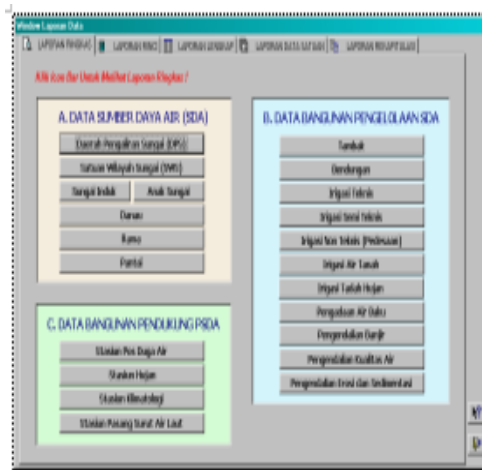 Window Laporan Data
LAPORAN RINGKAS
LAPORAN RINCI
LAPORAN LENGKAP
LAPORAN DATA SATUAN
LAPORAN REKAPITULASI
Klik Icon Bar Untuk Melihat Laporan Ringkas !
A. DATA SUMBER DAYA AIR (SDA)
Daerah Pengaliran Sungai (DPS)
Satuan Wilayah Sungai (SWS)
Sungai Induk
Anak Sungai
Danau
Rawa
Pantai
B. DATA BANGUNAN PENGELOLAAN SDA
Tambak
Bendungan
Irigasi Teknis
Irigasi Semi Teknis
Irigasi Non Teknis (Pedesaan)
Irigasi Air Tanah
Irigasi Tadah Hujan
Pengadaan Air Baku
Pengendalian Banjir
Pengendalian Kualitas Air
Pengendalian Erosi dan Sedimentasi
C. DATA BANGUNAN PENDUKUNG PSDA
Stasiun Pos Duga Air
Stasiun Hujan
Stasiun Klimatologi
Stasiun Pasang Surut Air Laut